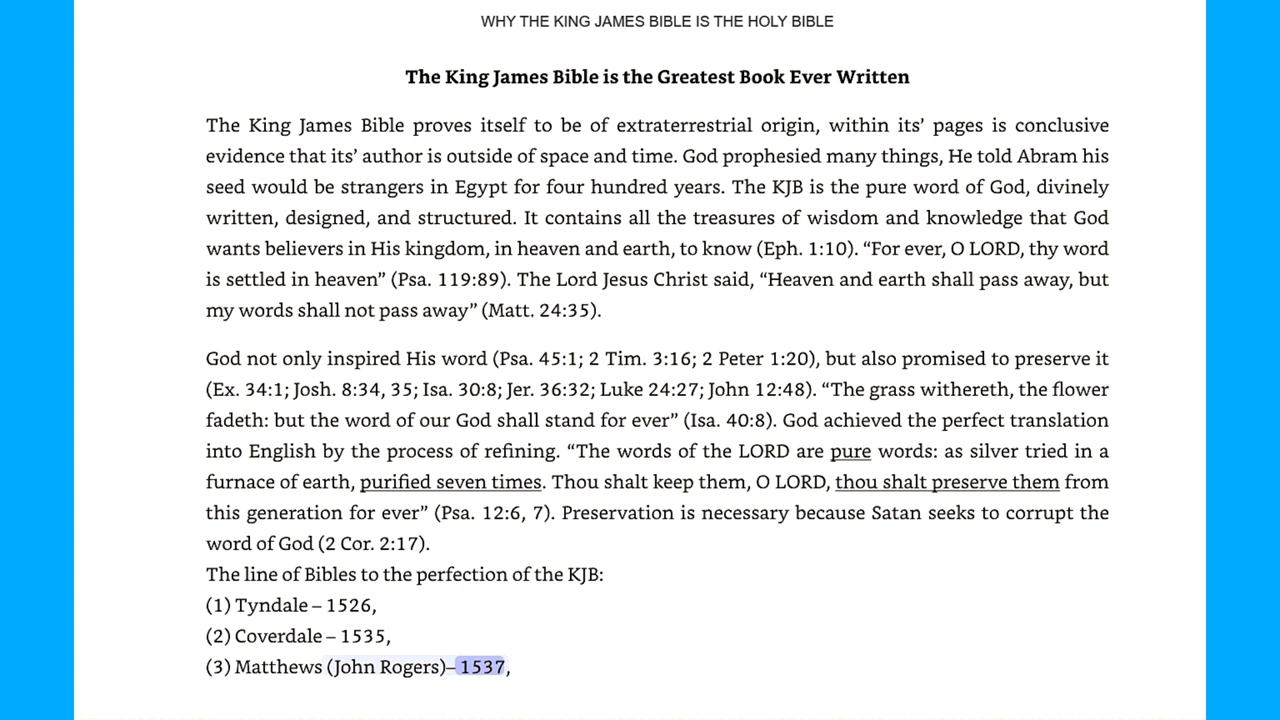 WHY THE KING JAMES BIBLE IS THE HOLY BIBLE
The King James Bible is the Greatest Book Ever Written
The King James Bible proves itself to be of extraterrestrial origin, within its’ pages is conclusive
evidence that its’ author is outside of space and time. God prophesied many things, He told Abram his
seed would be strangers in Egypt for four hundred years. The KJB is the pure word of God, divinely
written, designed, and structured. It contains all the treasures of wisdom and knowledge that God
wants believers in His kingdom, in heaven and earth, to know (Eph. 1:10). “For ever, O LORD, thy word
is settled in heaven” (Psa. 119:89). The Lord Jesus Christ said, “Heaven and earth shall pass away, but
my words shall not pass away” (Matt. 24:35).
God not only inspired His word (Psa. 45:1; 2 Tim. 3:16; 2 Peter 1:20), but also promised to preserve it
(Ex. 34:1; Josh. 8:34, 35; Isa. 30:8; Jer. 36:32; Luke 24:27; John 12:48). “The grass withereth, the flower
fadeth: but the word of our God shall stand for ever” (Isa. 40:8). God achieved the perfect translation
into English by the process of refining. “The words of the LORD are pure words: as silver tried in a
furnace of earth, purified seven times. Thou shalt keep them, O LORD, thou shalt preserve them from
this generation for ever” (Psa. 12:6, 7). Preservation is necessary because Satan seeks to corrupt the
word of God (2 Cor. 2:17).
The line of Bibles to the perfection of the KJB:
(1) Tyndale – 1526,
(2) Coverdale – 1535,
(3) Matthews (John Rogers)– 1537,